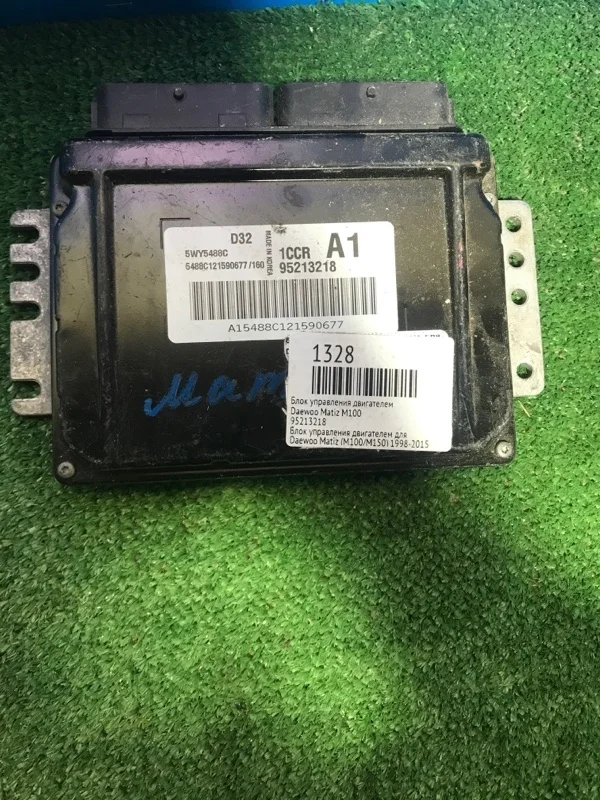 D32
MADE IN KOREA
1CCR A1
5WY5488C
5488C121590677/160
95213218
A15488C121590677
1328
Блок управления двигателем
Daewoo Matiz M100
95213218
Блок управления двигателем для
Daewoo Matiz (M100/M150) 1998-2015
Мат